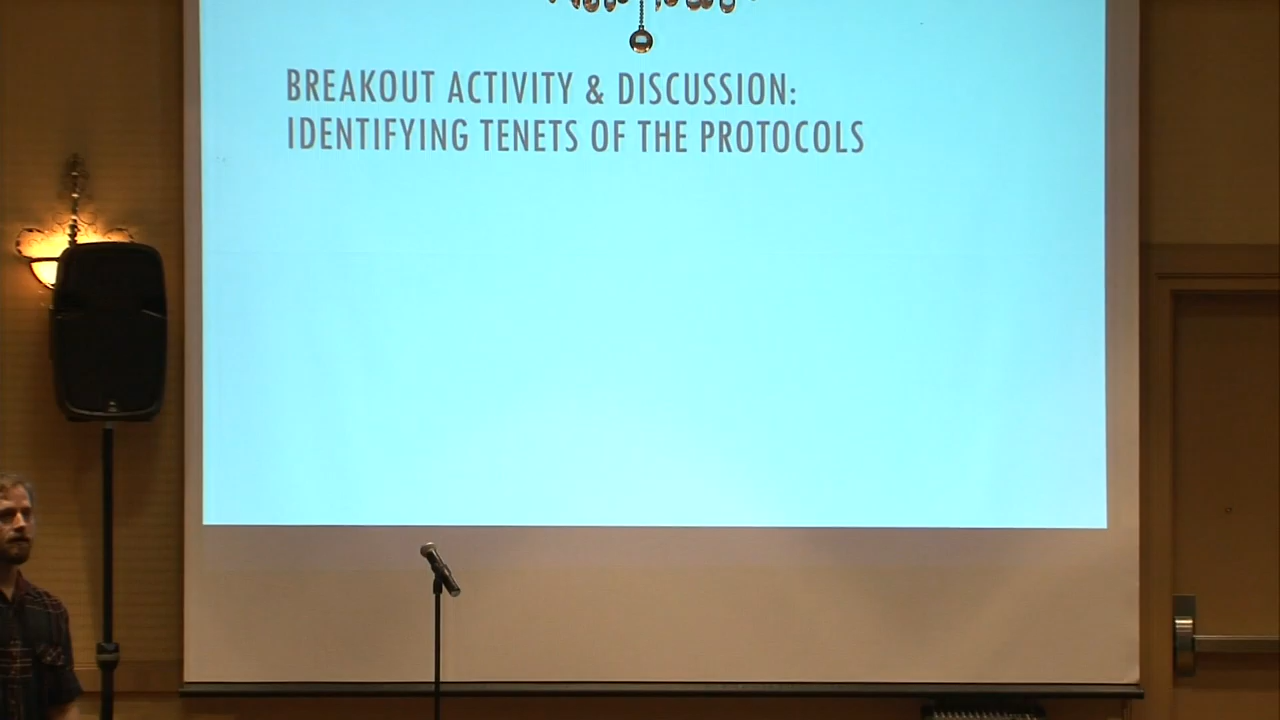 BREAKOUT ACTIVITY & DISCUSSION:
IDENTIFYING TENETS OF THE PROTOCOLS